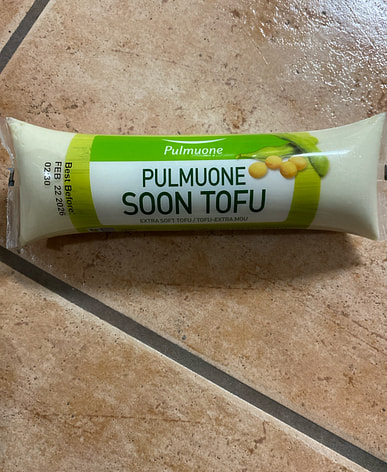 Pulmuone
PULMUONE
SOON TOFU
EXTRA SOFT TOFU / TOFU-EXTRA MOU
Best Before
FEB 22 2026
02:30